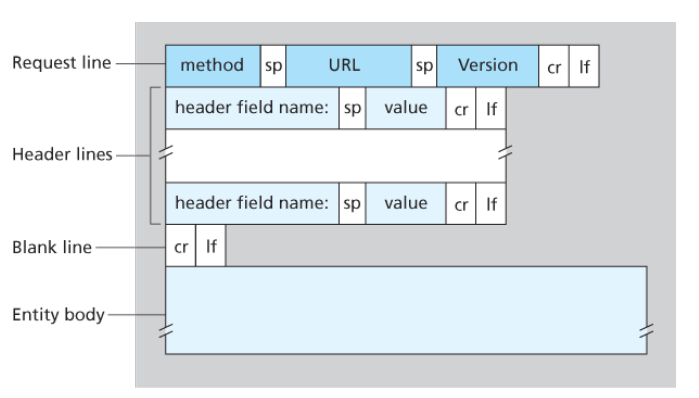 Request line method sp URL sp Version cr lf
header field name: sp value cr lf
Header lines
header field name: sp value cr lf
Blank line cr lf
Entity body